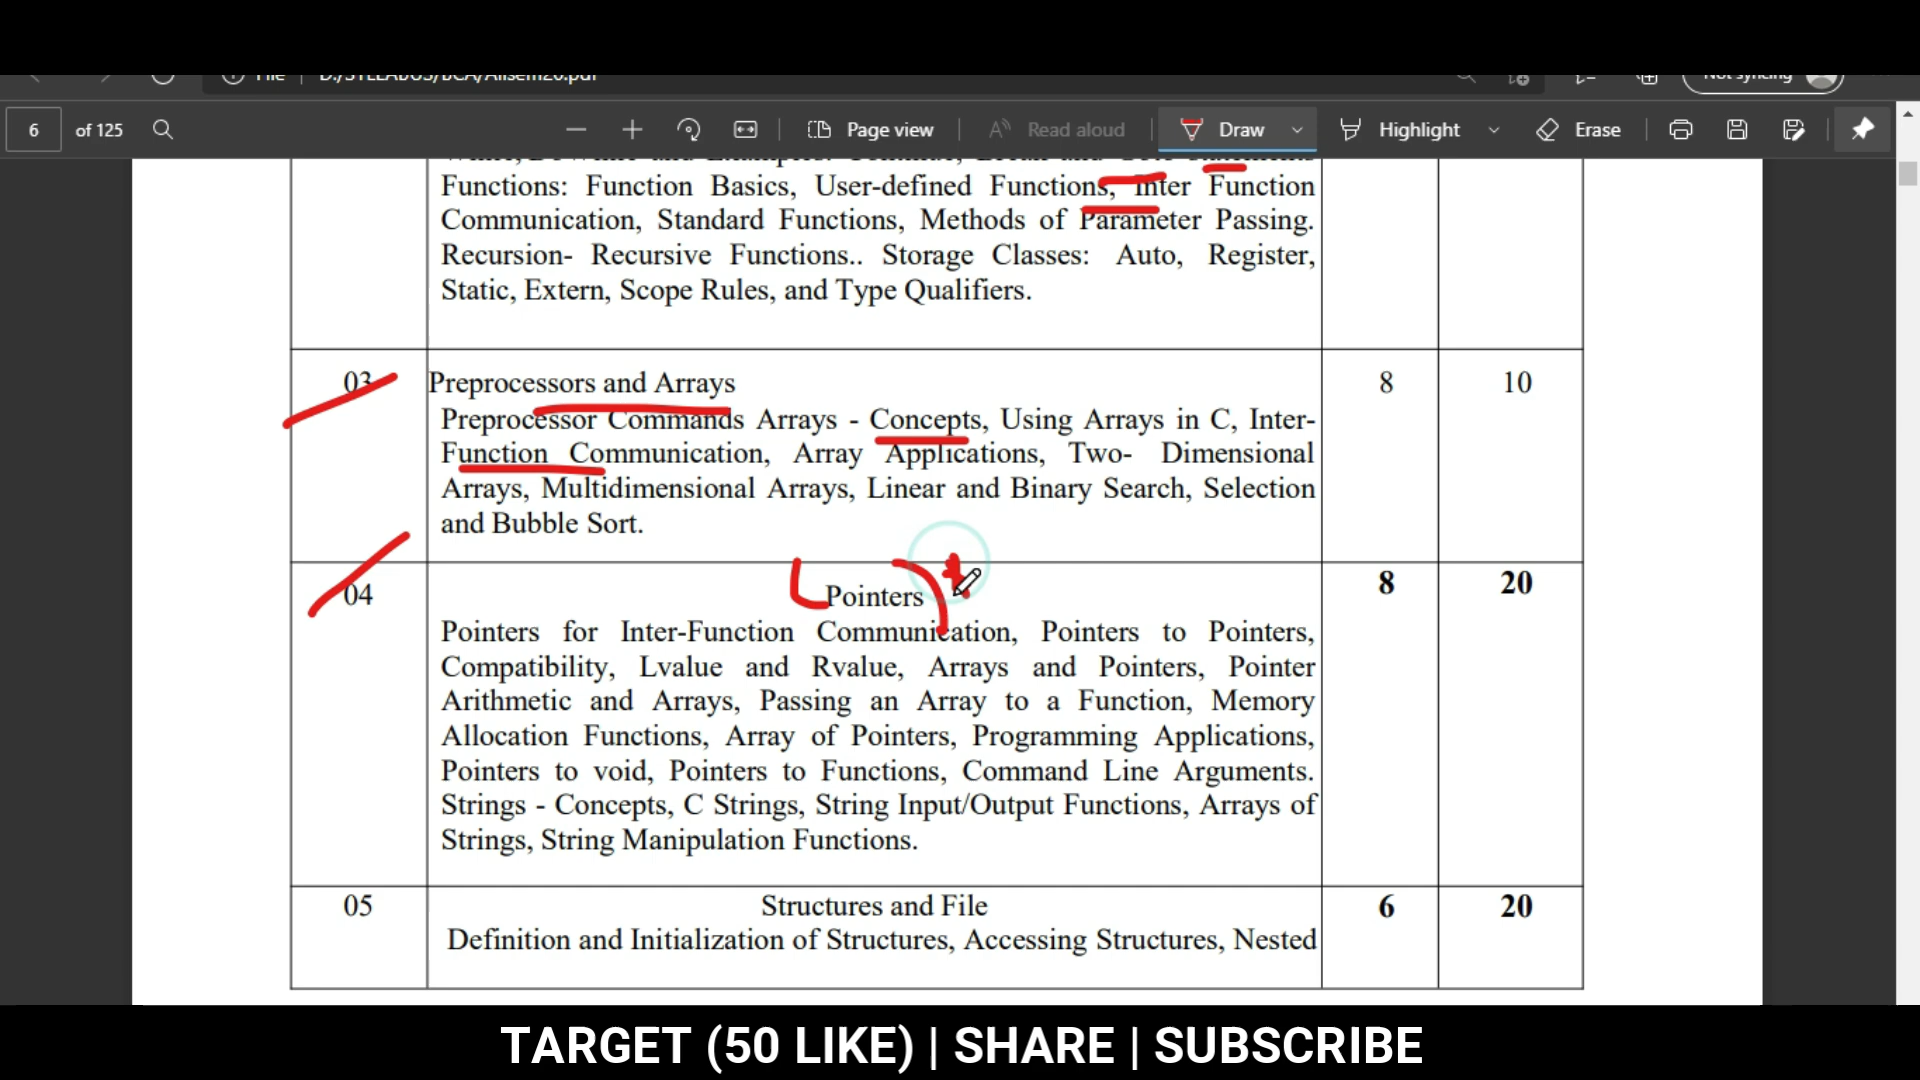 File | D:/SYLLABUS/BCA/Allsem20.pdf
Not syncing
6 of 125 Page view Read aloud Draw Highlight Erase
Functions: Function Basics, User-defined Functions, Inter Function
Communication, Standard Functions, Methods of Parameter Passing.
Recursion- Recursive Functions.. Storage Classes: Auto, Register,
Static, Extern, Scope Rules, and Type Qualifiers.
03 Preprocessors and Arrays 8 10
Preprocessor Commands Arrays - Concepts, Using Arrays in C, Inter-
Function Communication, Array Applications, Two- Dimensional
Arrays, Multidimensional Arrays, Linear and Binary Search, Selection
and Bubble Sort.
04 Pointers 8 20
Pointers for Inter-Function Communication, Pointers to Pointers,
Compatibility, Lvalue and Rvalue, Arrays and Pointers, Pointer
Arithmetic and Arrays, Passing an Array to a Function, Memory
Allocation Functions, Array of Pointers, Programming Applications,
Pointers to void, Pointers to Functions, Command Line Arguments.
Strings - Concepts, C Strings, String Input/Output Functions, Arrays of
Strings, String Manipulation Functions.
05 Structures and File 6 20
Definition and Initialization of Structures, Accessing Structures, Nested
TARGET (50 LIKE) | SHARE | SUBSCRIBE